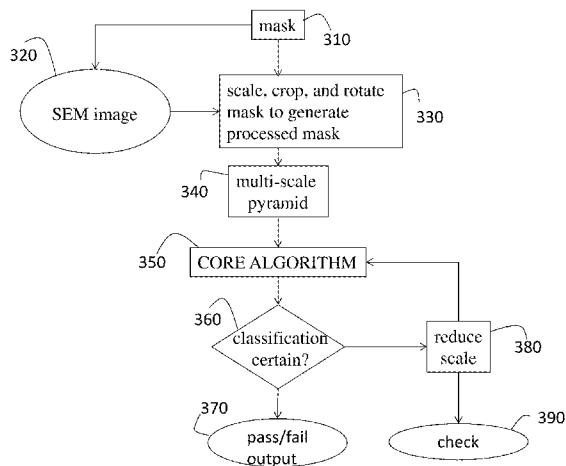 mask
310
320
SEM image
scale, crop, and rotate
mask to generate
processed mask
330
340
multi-scale
pyramid
350
CORE ALGORITHM
360
classification
certain?
reduce
scale
380
370
pass/fail
output
check
390